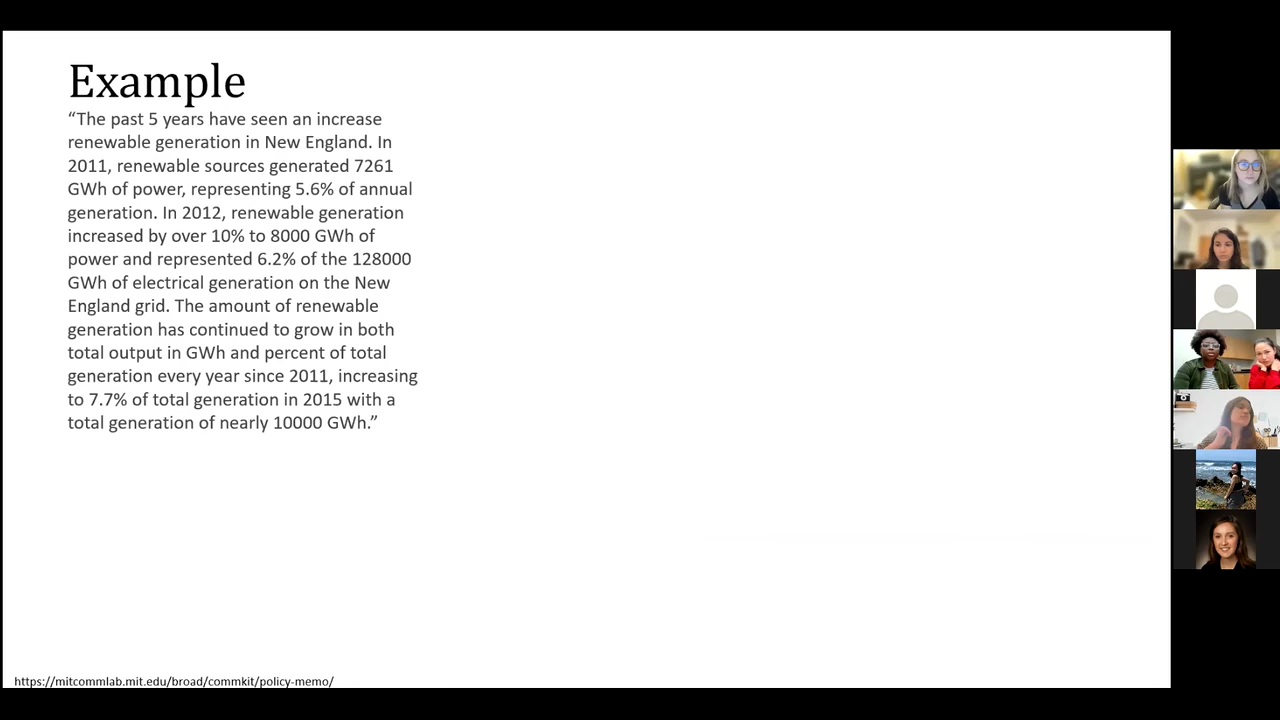 Example
“The past 5 years have seen an increase
renewable generation in New England. In
2011, renewable sources generated 7261
GWh of power, representing 5.6% of annual
generation. In 2012, renewable generation
increased by over 10% to 8000 GWh of
power and represented 6.2% of the 128000
GWh of electrical generation on the New
England grid. The amount of renewable
generation has continued to grow in both
total output in GWh and percent of total
generation every year since 2011, increasing
to 7.7% of total generation in 2015 with a
total generation of nearly 10000 GWh.”
https://mitcommlab.mit.edu/broad/commkit/policy-memo/